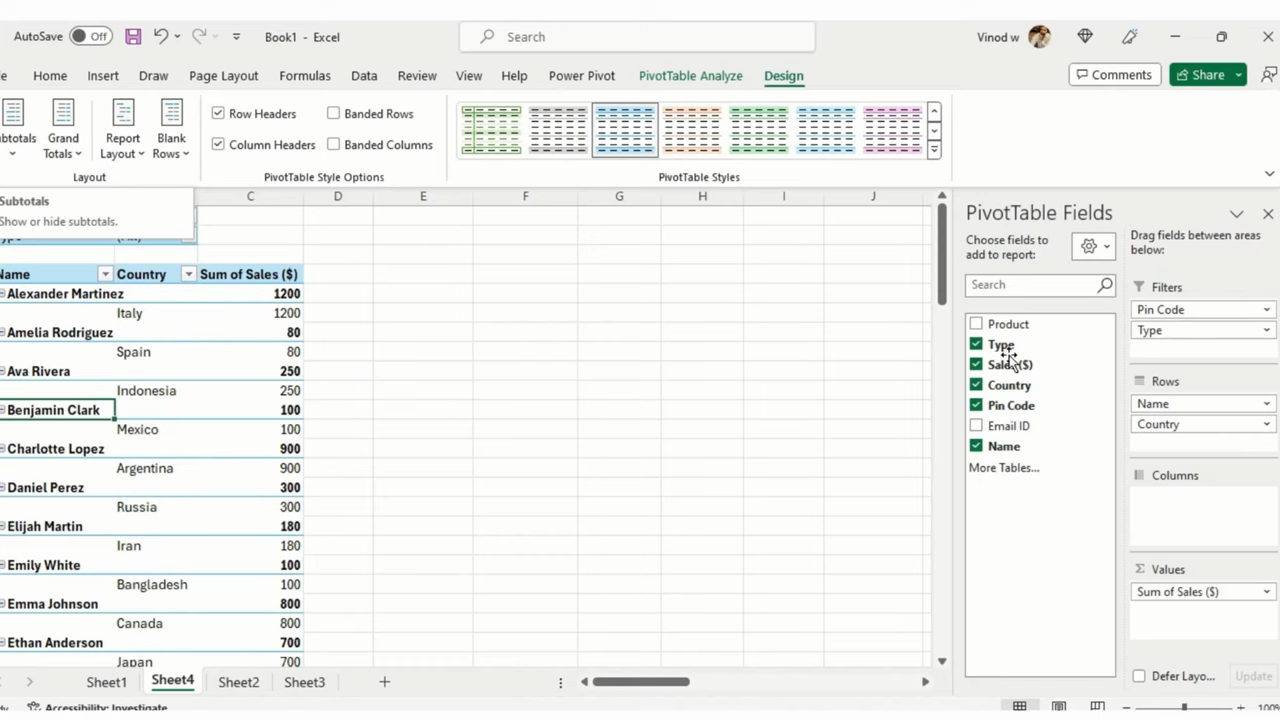 AutoSave Off Book1 - Excel Search Vinod w
Home Insert Draw Page Layout Formulas Data Review View Help Power Pivot PivotTable Analyze Design Comments Share
ubtotals
Grand Totals
Report Layout
Blank Rows
Row Headers Banded Rows
Column Headers Banded Columns
Layout PivotTable Style Options PivotTable Styles
Subtotals
Show or hide subtotals.
C D E F G H I J
Name Country Sum of Sales ($)
Alexander Martinez 1200
Italy 1200
Amelia Rodriguez 80
Spain 80
Ava Rivera 250
Indonesia 250
Benjamin Clark 100
Mexico 100
Charlotte Lopez 900
Argentina 900
Daniel Perez 300
Russia 300
Elijah Martin 180
Iran 180
Emily White 100
Bangladesh 100
Emma Johnson 800
Canada 800
Ethan Anderson 700
Japan 700
PivotTable Fields
Choose fields to
add to report:
Search
Product
Type
Sales ($)
Country
Pin Code
Email ID
Name
More Tables...
Drag fields between areas
below:
Filters
Pin Code
Type
Rows
Name
Country
Columns
Σ Values
Sum of Sales ($)
Defer Layo... Update
Sheet1 Sheet4 Sheet2 Sheet3
Accessibility: Investigate
100%